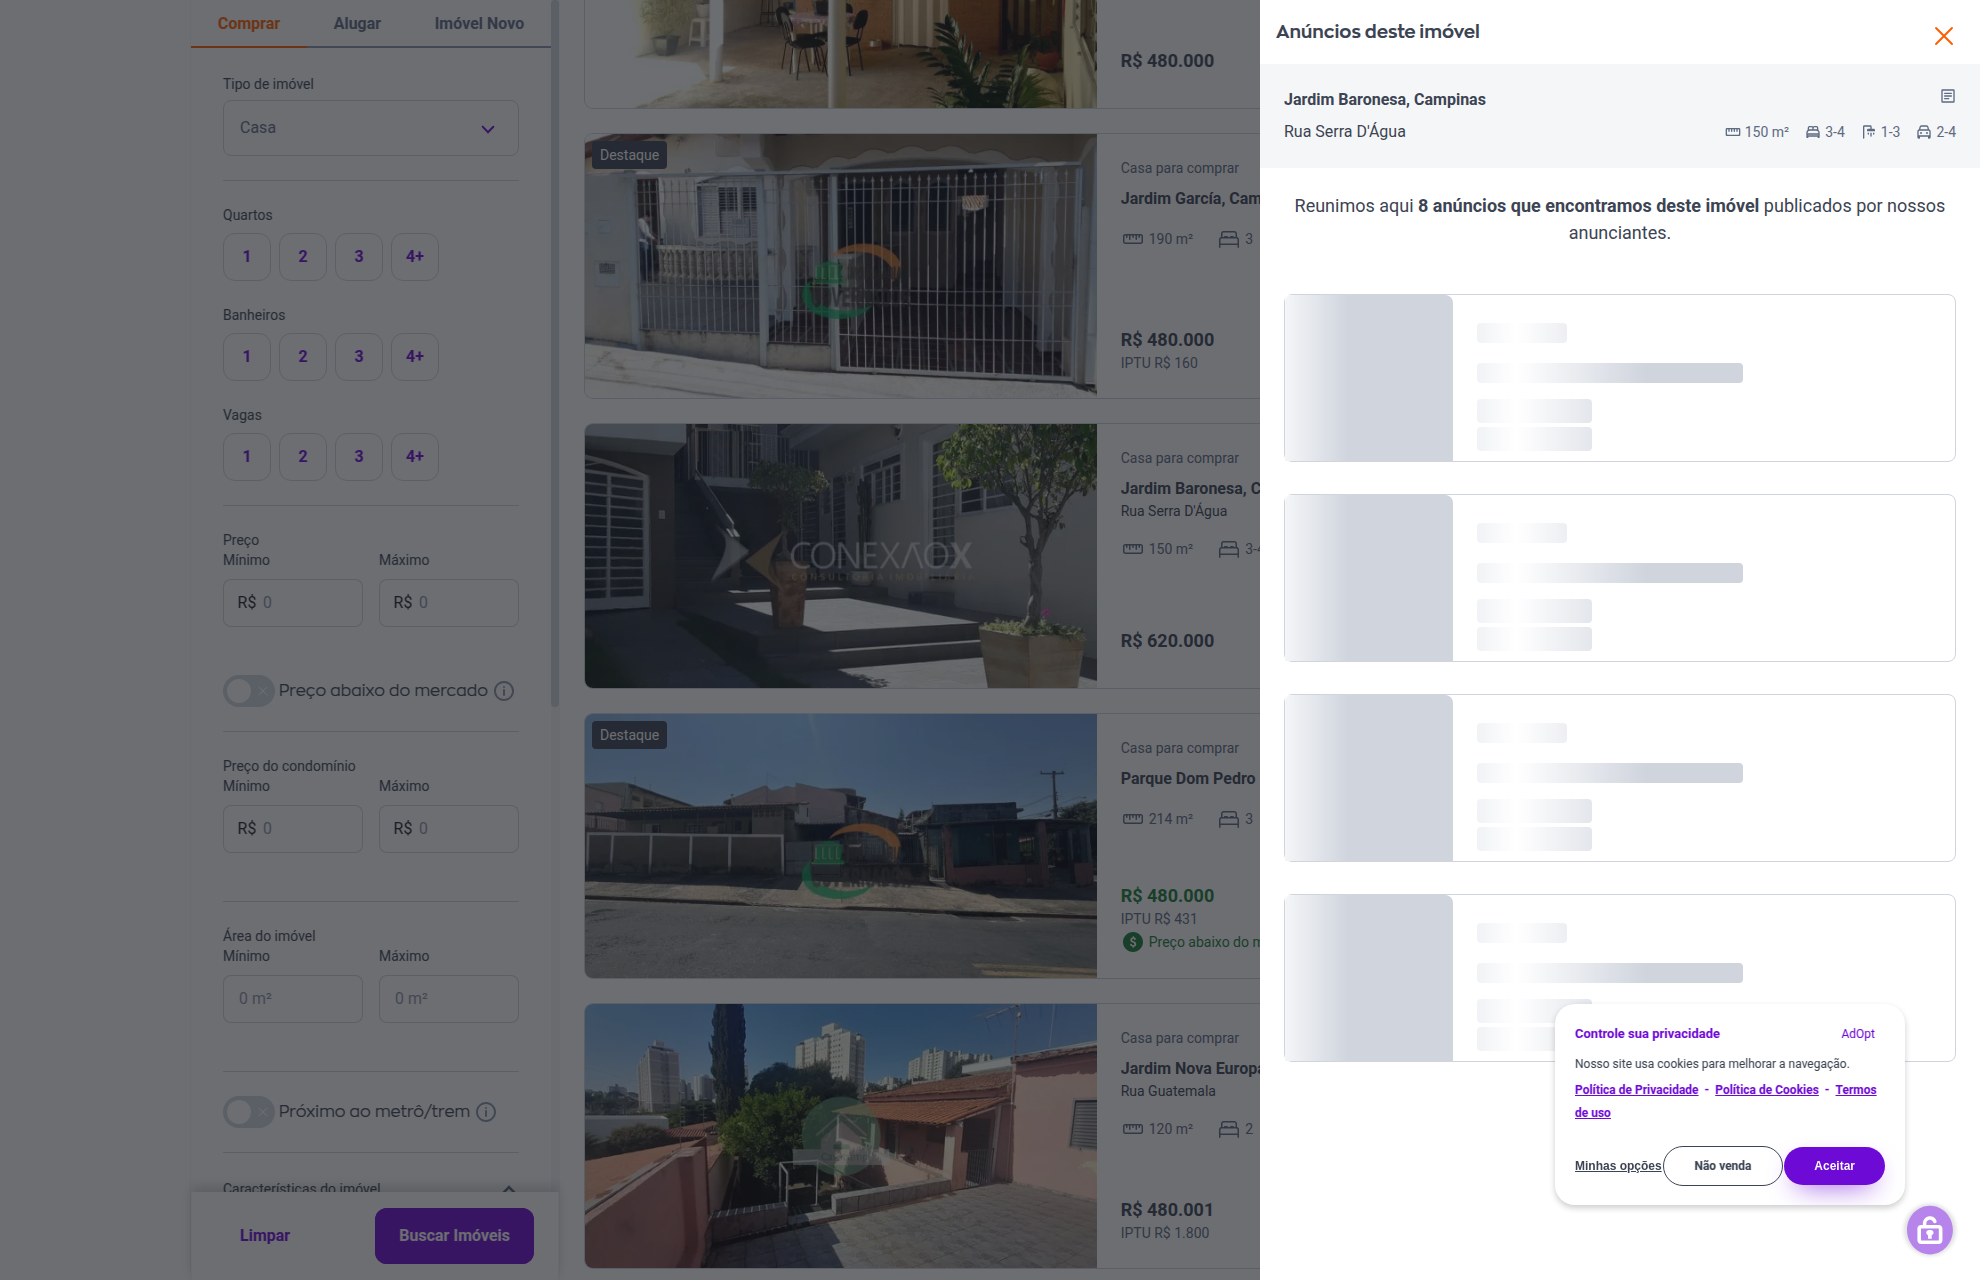 Comprar
Alugar
Imóvel Novo
Tipo de imóvel
Casa
Quartos
1
2
3
4+
Banheiros
1
2
3
4+
Vagas
1
2
3
4+
Preço
Mínimo
Máximo
R$ 0
R$ 0
Preço abaixo do mercado
Preço do condomínio
Mínimo
Máximo
R$ 0
R$ 0
Área do imóvel
Mínimo
Máximo
0 m²
0 m²
Próximo ao metrô/trem
Características do imóvel
Limpar
Buscar Imóveis
R$ 480.000
Destaque
Casa para comprar
Jardim García, Cam
190 m²
3
R$ 480.000
IPTU R$ 160
CONEXAOX
CONSULTORIA IMOBILIÁRIA
Casa para comprar
Jardim Baronesa, C
Rua Serra D'Água
150 m²
3-4
R$ 620.000
Destaque
Casa para comprar
Parque Dom Pedro
214 m²
3
R$ 480.000
IPTU R$ 431
Preço abaixo do m
Casa para comprar
Jardim Nova Europa
Rua Guatemala
120 m²
2
R$ 480.001
IPTU R$ 1.800
Anúncios deste imóvel
Jardim Baronesa, Campinas
Rua Serra D'Água
150 m²
3-4
1-3
2-4
Reunimos aqui 8 anúncios que encontramos deste imóvel publicados por nossos
anunciantes.
Controle sua privacidade
AdOpt
Nosso site usa cookies para melhorar a navegação.
Política de Privacidade - Política de Cookies - Termos
de uso
Minhas opções
Não venda
Aceitar